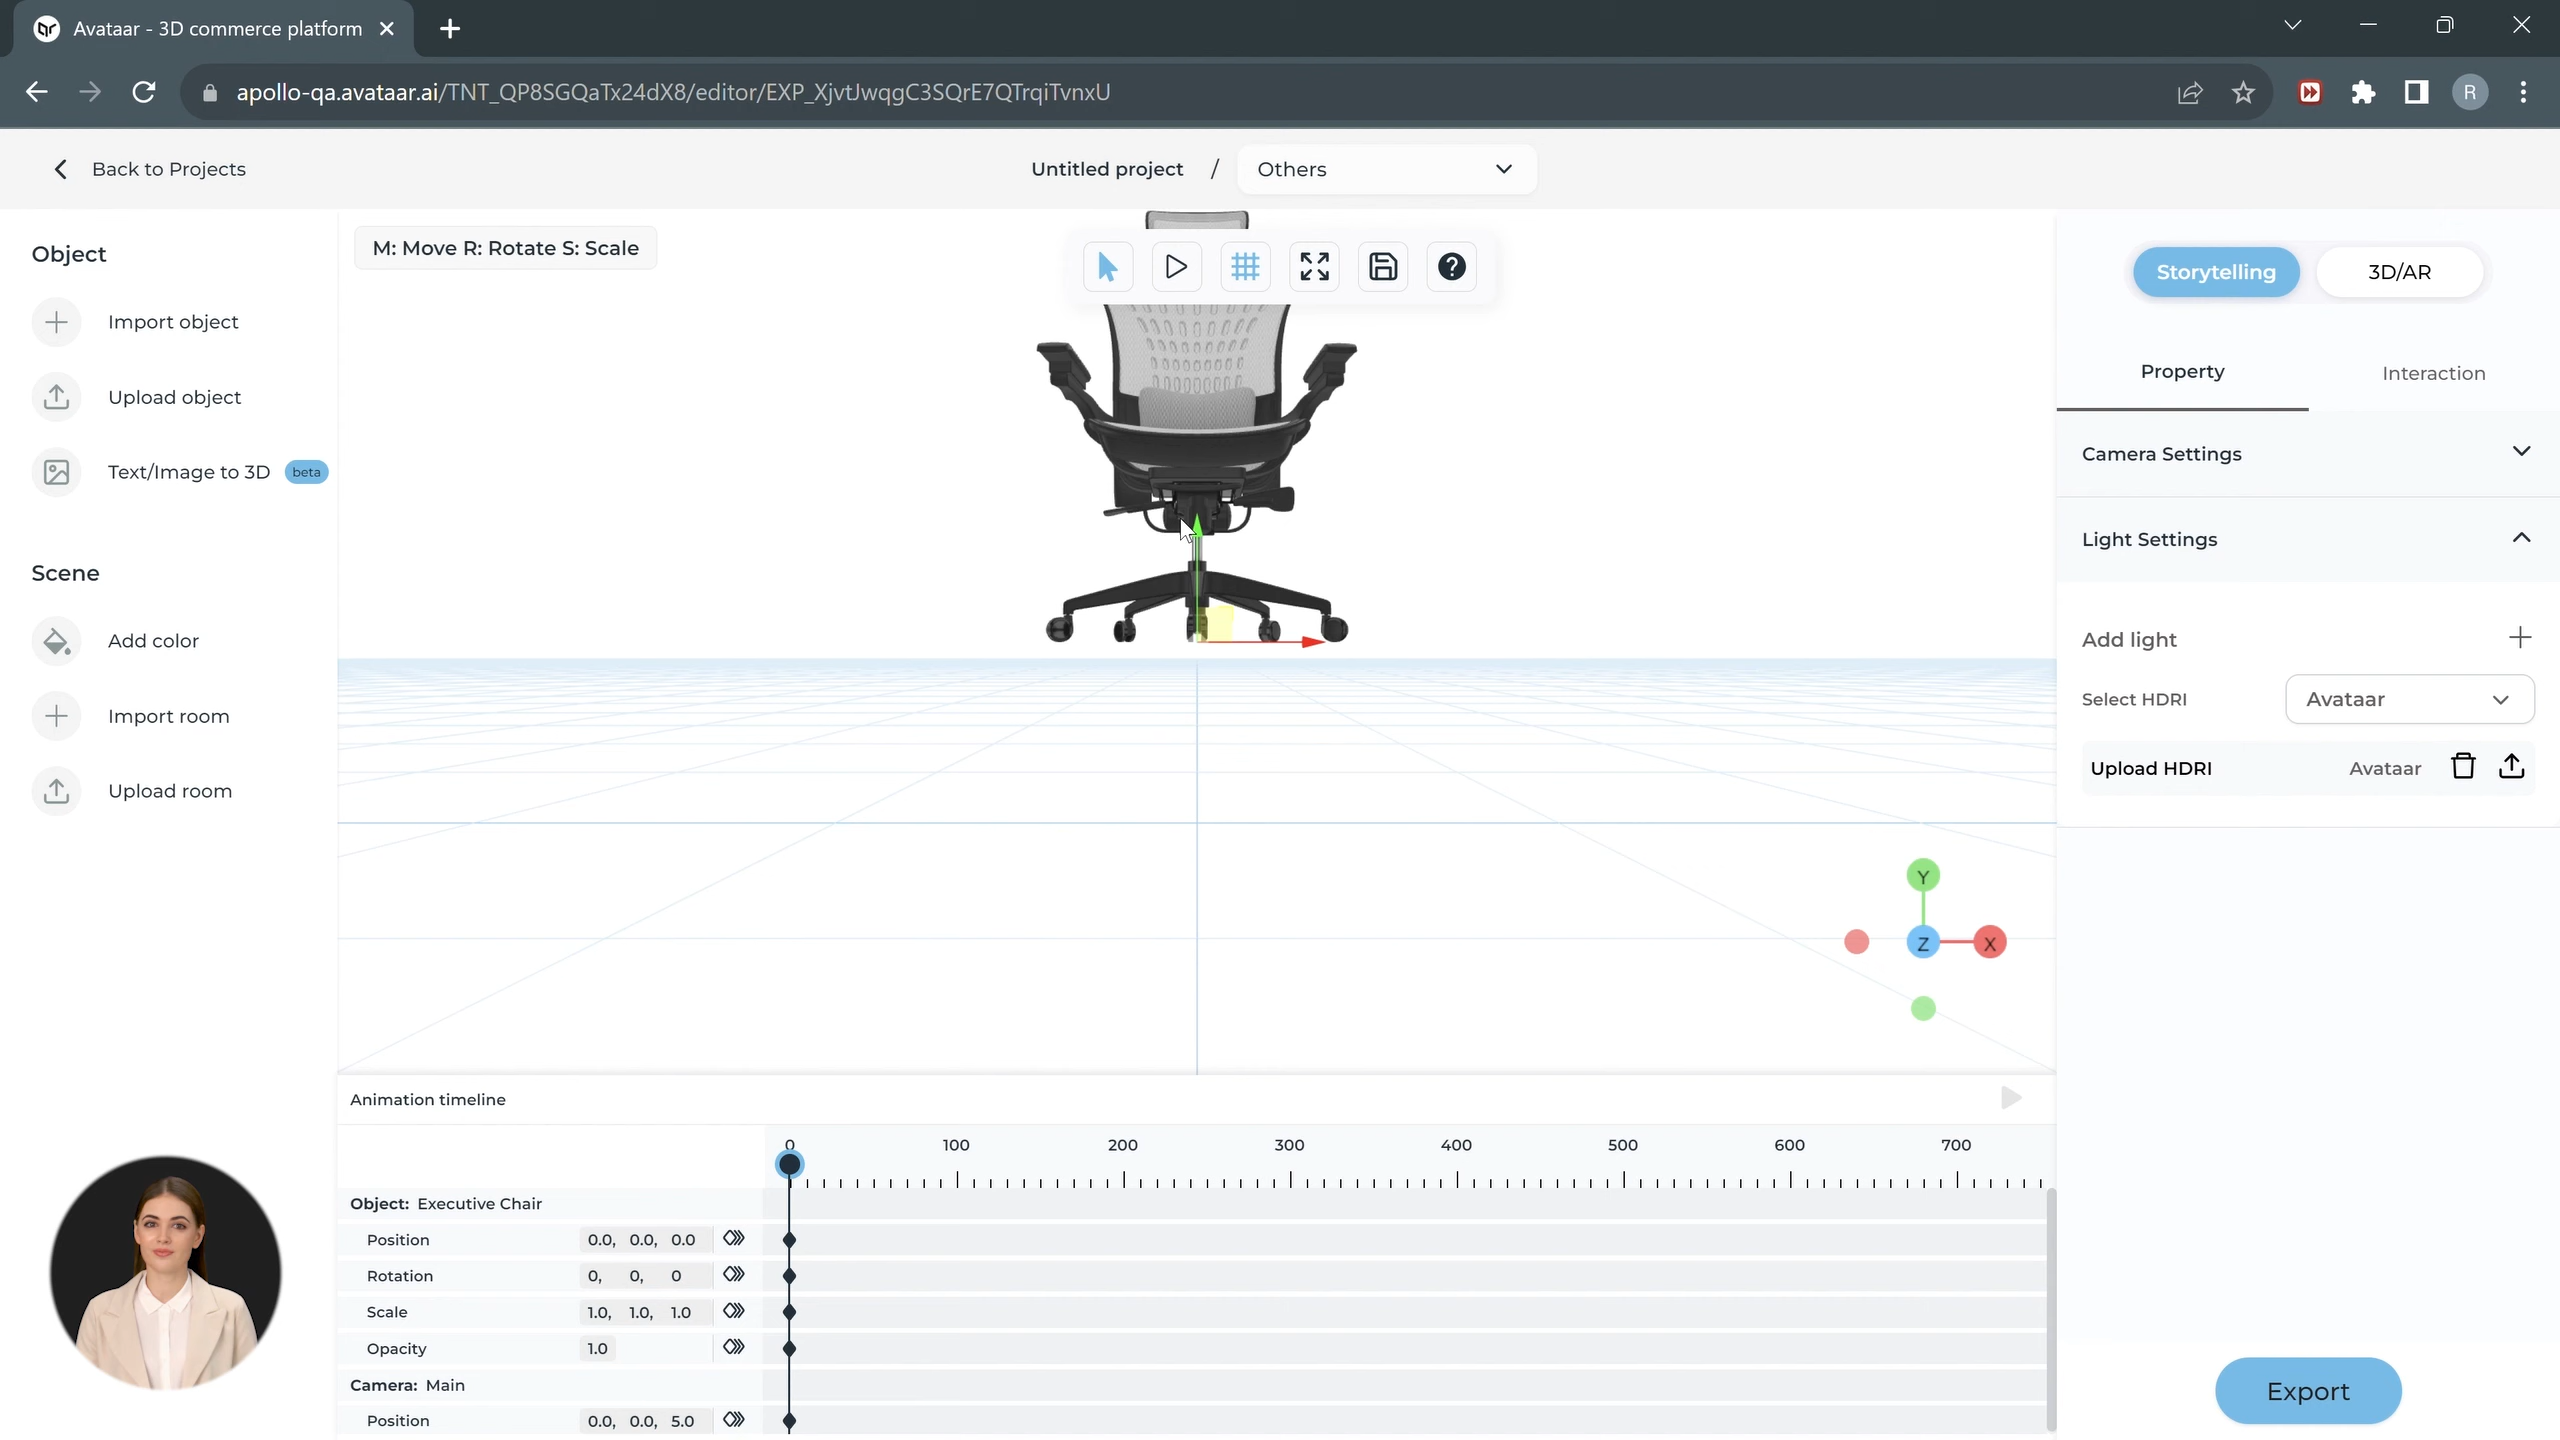 Avataar - 3D commerce platform
apollo-qa.avataar.ai/TNT_QP8SGQaTx24dX8/editor/EXP_XjvtJwqgC3SQrE7QTrqiTvnxU
R
Back to Projects
Untitled project / Others
Object
Import object
Upload object
Text/Image to 3D beta
Scene
Add color
Import room
Upload room
M: Move R: Rotate S: Scale
Storytelling 3D/AR
Property Interaction
Camera Settings
Light Settings
Add light
Select HDRI Avataar
Upload HDRI Avataar
Y
Z X
Animation timeline
0 100 200 300 400 500 600 700
Object: Executive Chair
Position 0.0, 0.0, 0.0
Rotation 0, 0, 0
Scale 1.0, 1.0, 1.0
Opacity 1.0
Camera: Main
Position 0.0, 0.0, 5.0
Export